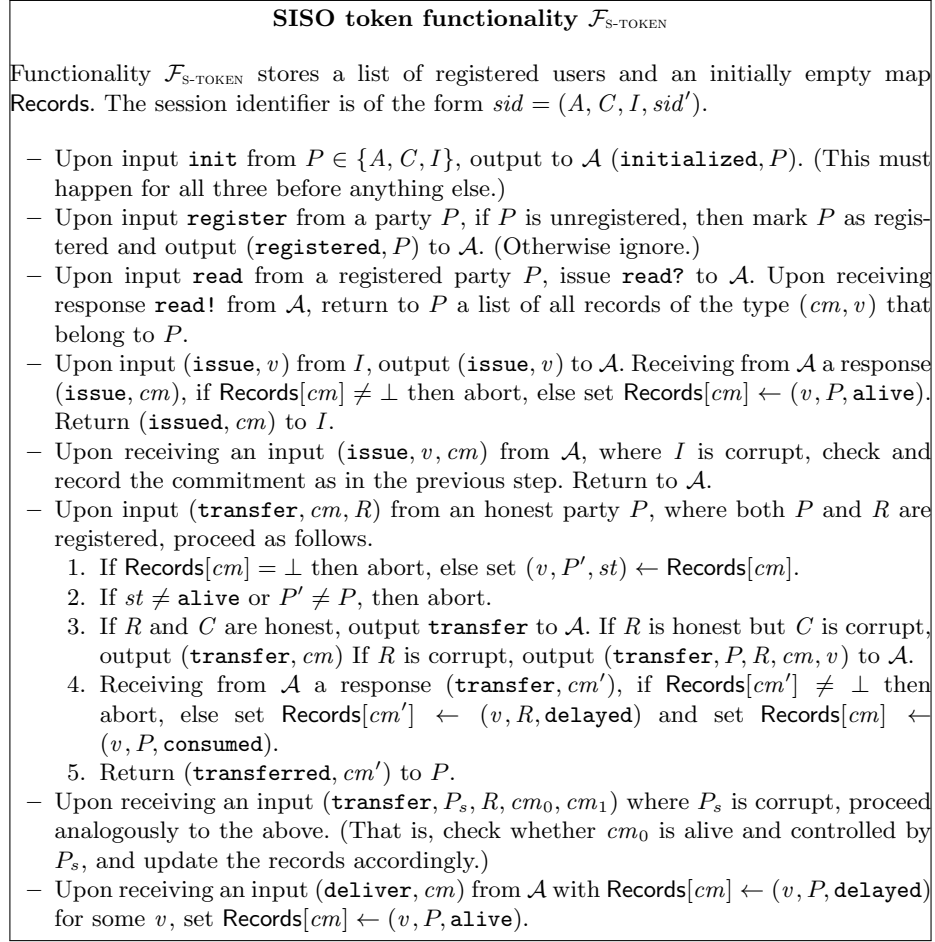 SISO token functionality 𝓕S-TOKEN
Functionality 𝓕S-TOKEN stores a list of registered users and an initially empty map
Records. The session identifier is of the form sid = (A, C, I, sid′).
– Upon input init from P ∈ {A, C, I}, output to 𝒜 (initialized, P). (This must
happen for all three before anything else.)
– Upon input register from a party P, if P is unregistered, then mark P as regis-
tered and output (registered, P) to 𝒜. (Otherwise ignore.)
– Upon input read from a registered party P, issue read? to 𝒜. Upon receiving
response read! from 𝒜, return to P a list of all records of the type (cm, v) that
belong to P.
– Upon input (issue, v) from I, output (issue, v) to 𝒜. Receiving from 𝒜 a response
(issue, cm), if Records[cm] ≠ ⊥ then abort, else set Records[cm] ← (v, P, alive).
Return (issued, cm) to I.
– Upon receiving an input (issue, v, cm) from 𝒜, where I is corrupt, check and
record the commitment as in the previous step. Return to 𝒜.
– Upon input (transfer, cm, R) from an honest party P, where both P and R are
registered, proceed as follows.
1. If Records[cm] = ⊥ then abort, else set (v, P′, st) ← Records[cm].
2. If st ≠ alive or P′ ≠ P, then abort.
3. If R and C are honest, output transfer to 𝒜. If R is honest but C is corrupt,
output (transfer, cm) If R is corrupt, output (transfer, P, R, cm, v) to 𝒜.
4. Receiving from 𝒜 a response (transfer, cm′), if Records[cm′] ≠ ⊥ then
abort, else set Records[cm′] ← (v, R, delayed) and set Records[cm] ←
(v, P, consumed).
5. Return (transferred, cm′) to P.
– Upon receiving an input (transfer, Pₛ, R, cm₀, cm₁) where Pₛ is corrupt, proceed
analogously to the above. (That is, check whether cm₀ is alive and controlled by
Pₛ, and update the records accordingly.)
– Upon receiving an input (deliver, cm) from 𝒜 with Records[cm] ← (v, P, delayed)
for some v, set Records[cm] ← (v, P, alive).